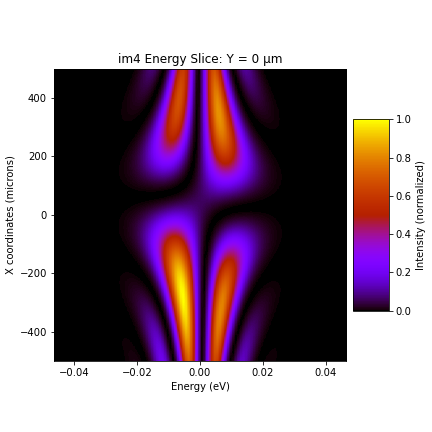 im4 Energy Slice: Y = 0 μm
X coordinates (microns)
400
200
0
−200
−400
−0.04 −0.02 0.00 0.02 0.04
Energy (eV)
1.0
0.8
0.6
0.4
0.2
0.0
Intensity (normalized)